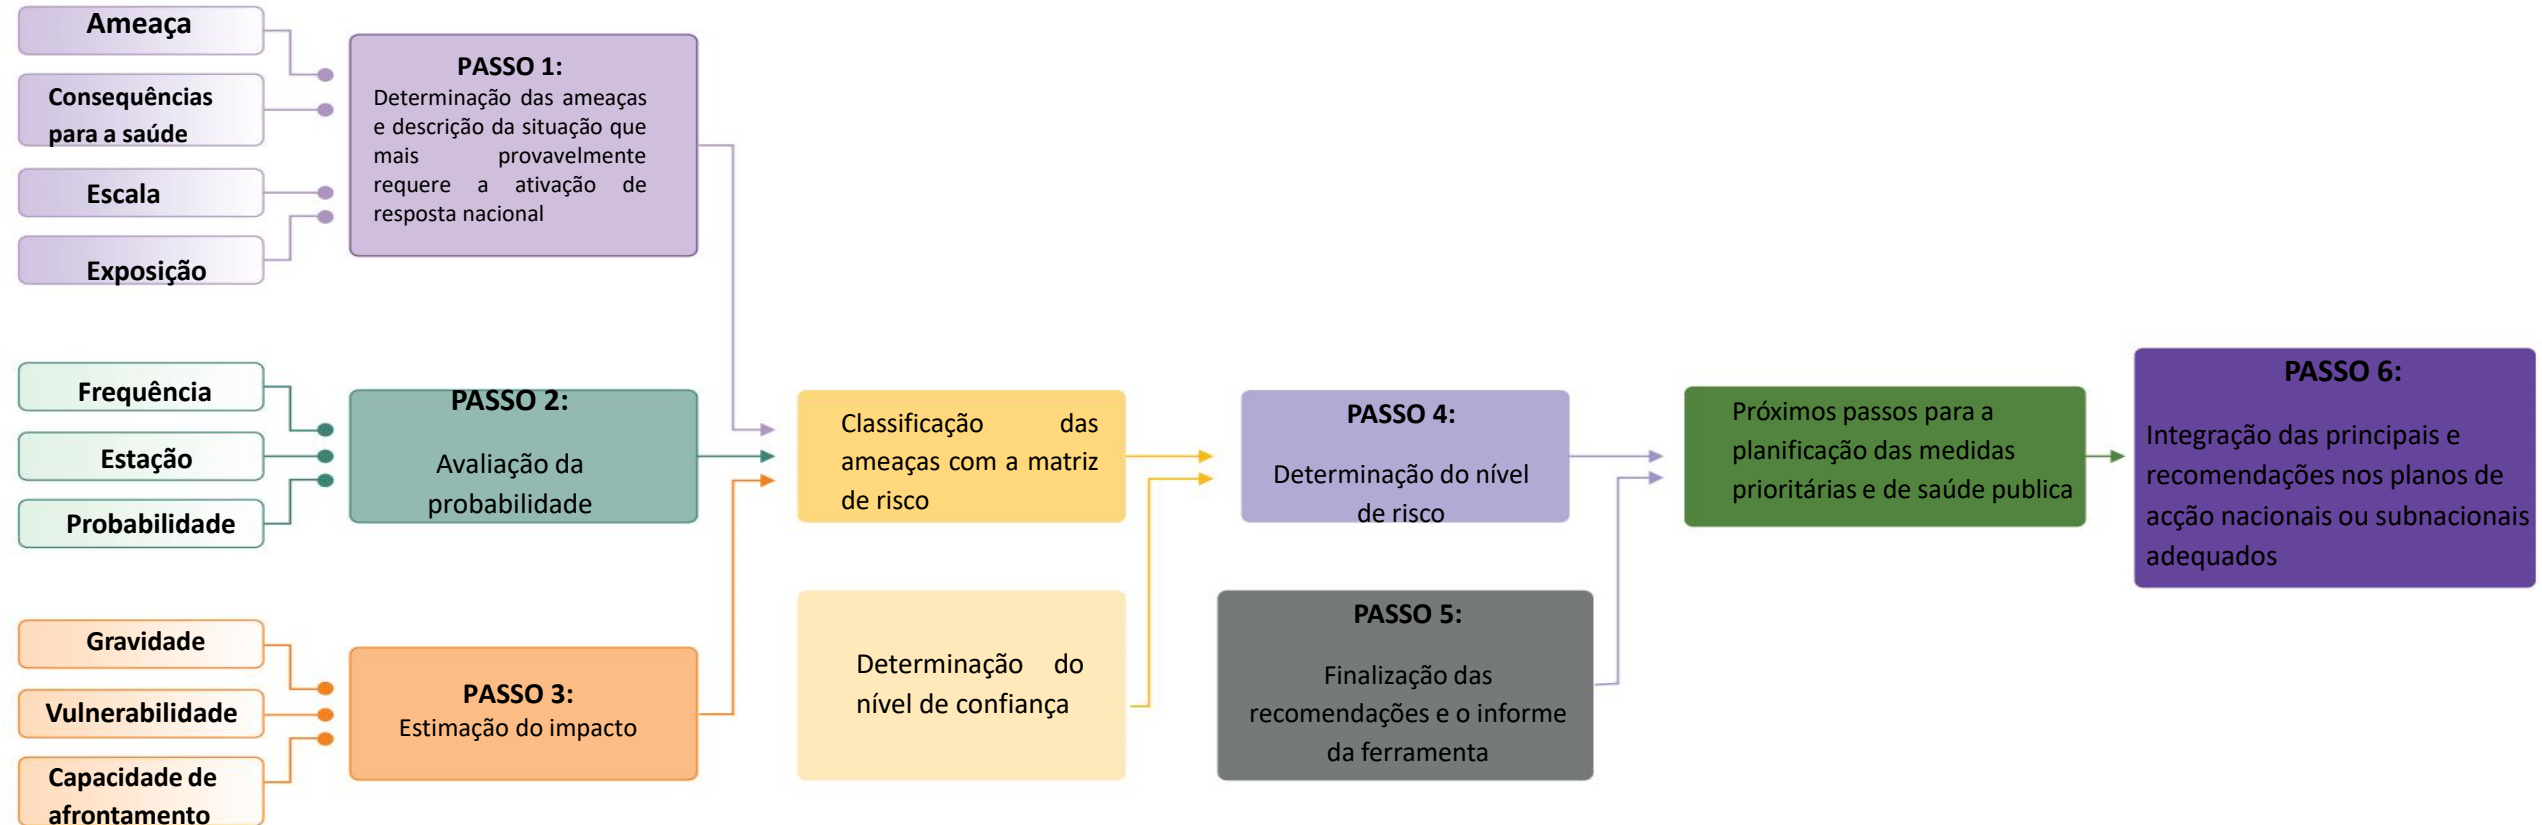 Ameaça
Consequências
para a saúde
Escala
Exposição
PASSO 1:
Determinação das ameaças
e descrição da situação que
mais provavelmente
requere a ativação de
resposta nacional
Frequência
Estação
Probabilidade
PASSO 2:
Avaliação da
probabilidade
Gravidade
Vulnerabilidade
Capacidade de
afrontamento
PASSO 3:
Estimação do impacto
Classificação das
ameaças com a matriz
de risco
Determinação do
nível de confiança
PASSO 4:
Determinação do nível
de risco
PASSO 5:
Finalização das
recomendações e o informe
da ferramenta
Próximos passos para a
planificação das medidas
prioritárias e de saúde publica
PASSO 6:
Integração das principais e
recomendações nos planos de
acção nacionais ou subnacionais
adequados